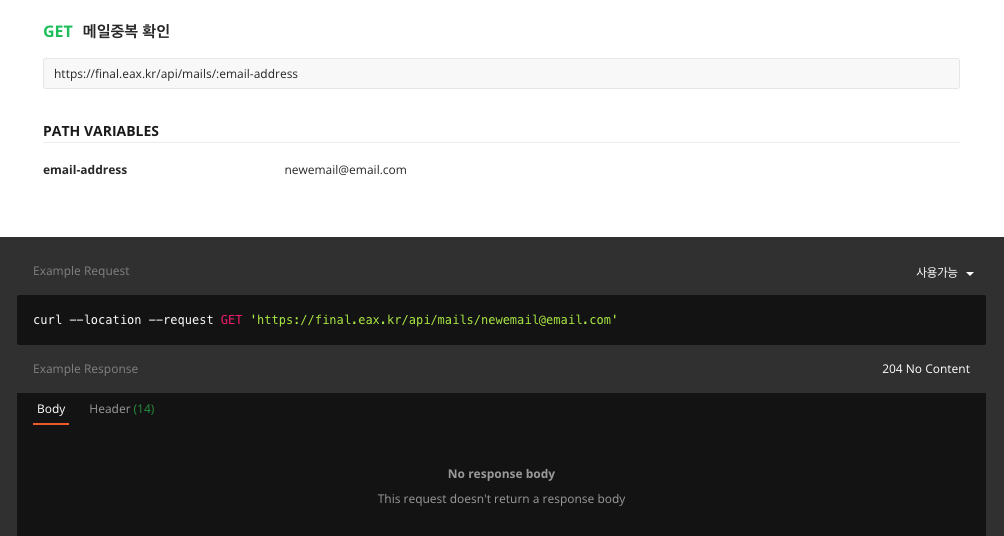 GET 메일중복 확인
https://final.eax.kr/api/mails/:email-address
PATH VARIABLES
email-address newemail@email.com
Example Request 사용가능
curl --location --request GET 'https://final.eax.kr/api/mails/newemail@email.com'
Example Response 204 No Content
Body Header (14)
No response body
This request doesn't return a response body